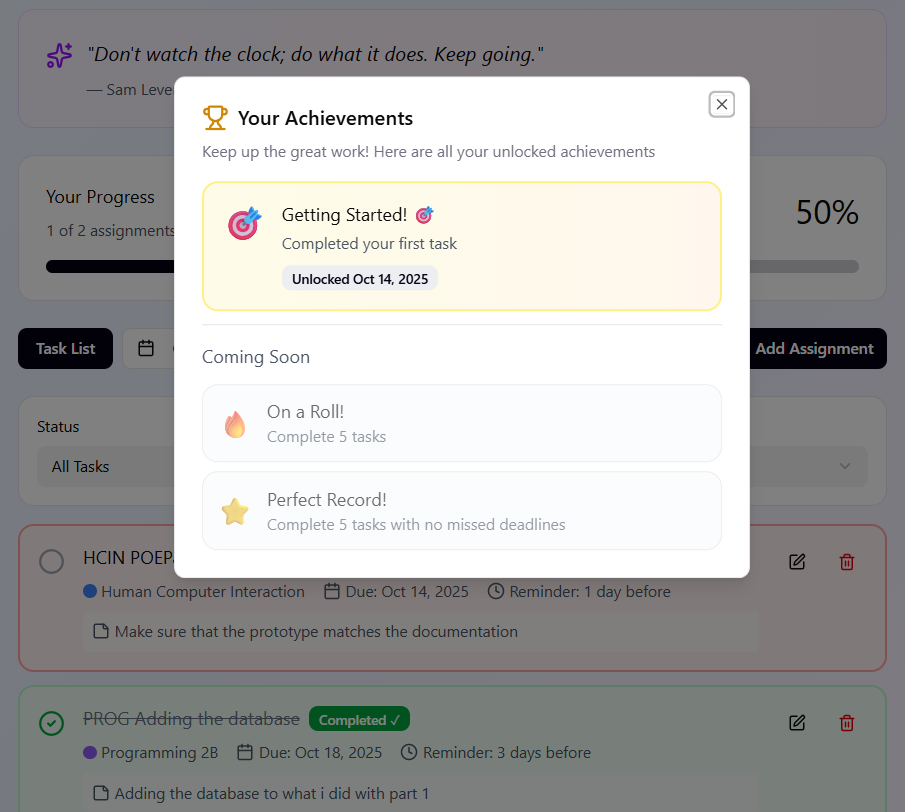 "Don't watch the clock; do what it does. Keep going."
— Sam Leve
Your Achievements
Keep up the great work! Here are all your unlocked achievements
Getting Started! 🎯
Completed your first task
Unlocked Oct 14, 2025
Coming Soon
On a Roll!
Complete 5 tasks
Perfect Record!
Complete 5 tasks with no missed deadlines
Your Progress
1 of 2 assignments
50%
Task List
Add Assignment
Status
All Tasks
HCIN
Human Computer Interaction Due: Oct 14, 2025 Reminder: 1 day before
Make sure that the prototype matches the documentation
PROG Adding the database Completed ✓
Programming 2B Due: Oct 18, 2025 Reminder: 3 days before
Adding the database to what i did with part 1